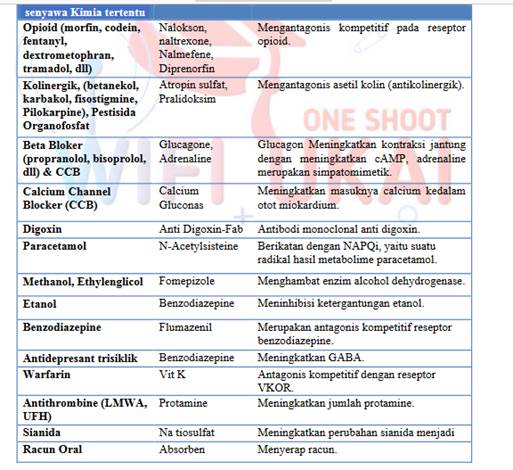 senyawa Kimia tertentu
Opioid (morfin, codein, fentanyl, dextrometophran, tramadol, dll)
Nalokson, naltrexone, Nalmefene, Diprenorfin
Mengantagonis kompetitif pada reseptor opioid.
Kolinergik, (betanekol, karbakol, fisostigmine, Pilokarpine), Pestisida Organofosfat
Atropin sulfat, Pralidoksim
Mengantagonis asetil kolin (antikolinergik).
Beta Bloker (propranolol, bisoprolol, dll) & CCB
Glucagone, Adrenaline
Glucagon Meningkatkan kontraksi jantung dengan meningkatkan cAMP, adrenaline merupakan simpatomimetik.
Calcium Channel Blocker (CCB)
Calcium Gluconas
Meningkatkan masuknya calcium kedalam otot miokardium.
Digoxin
Anti Digoxin-Fab
Antibodi monoclonal anti digoxin.
Paracetamol
N-Acetylsisteine
Berikatan dengan NAPQi, yaitu suatu radikal hasil metabolime paracetamol.
Methanol, Ethylenglicol
Fomepizole
Menghambat enzim alcohol dehydrogenase.
Etanol
Benzodiazepine
Meninhibisi ketergantungan etanol.
Benzodiazepine
Flumazenil
Merupakan antagonis kompetitif reseptor benzodiazepine.
Antidepresant trisiklik
Benzodiazepine
Meningkatkan GABA.
Warfarin
Vit K
Antagonis kompetitif dengan reseptor VKOR.
Antithrombine (LMWA, UFH)
Protamine
Meningkatkan jumlah protamine.
Sianida
Na tiosulfat
Meningkatkan perubahan sianida menjadi
Racun Oral
Absorben
Menyerap racun.
ONE SHOOT
WIFI UKAI